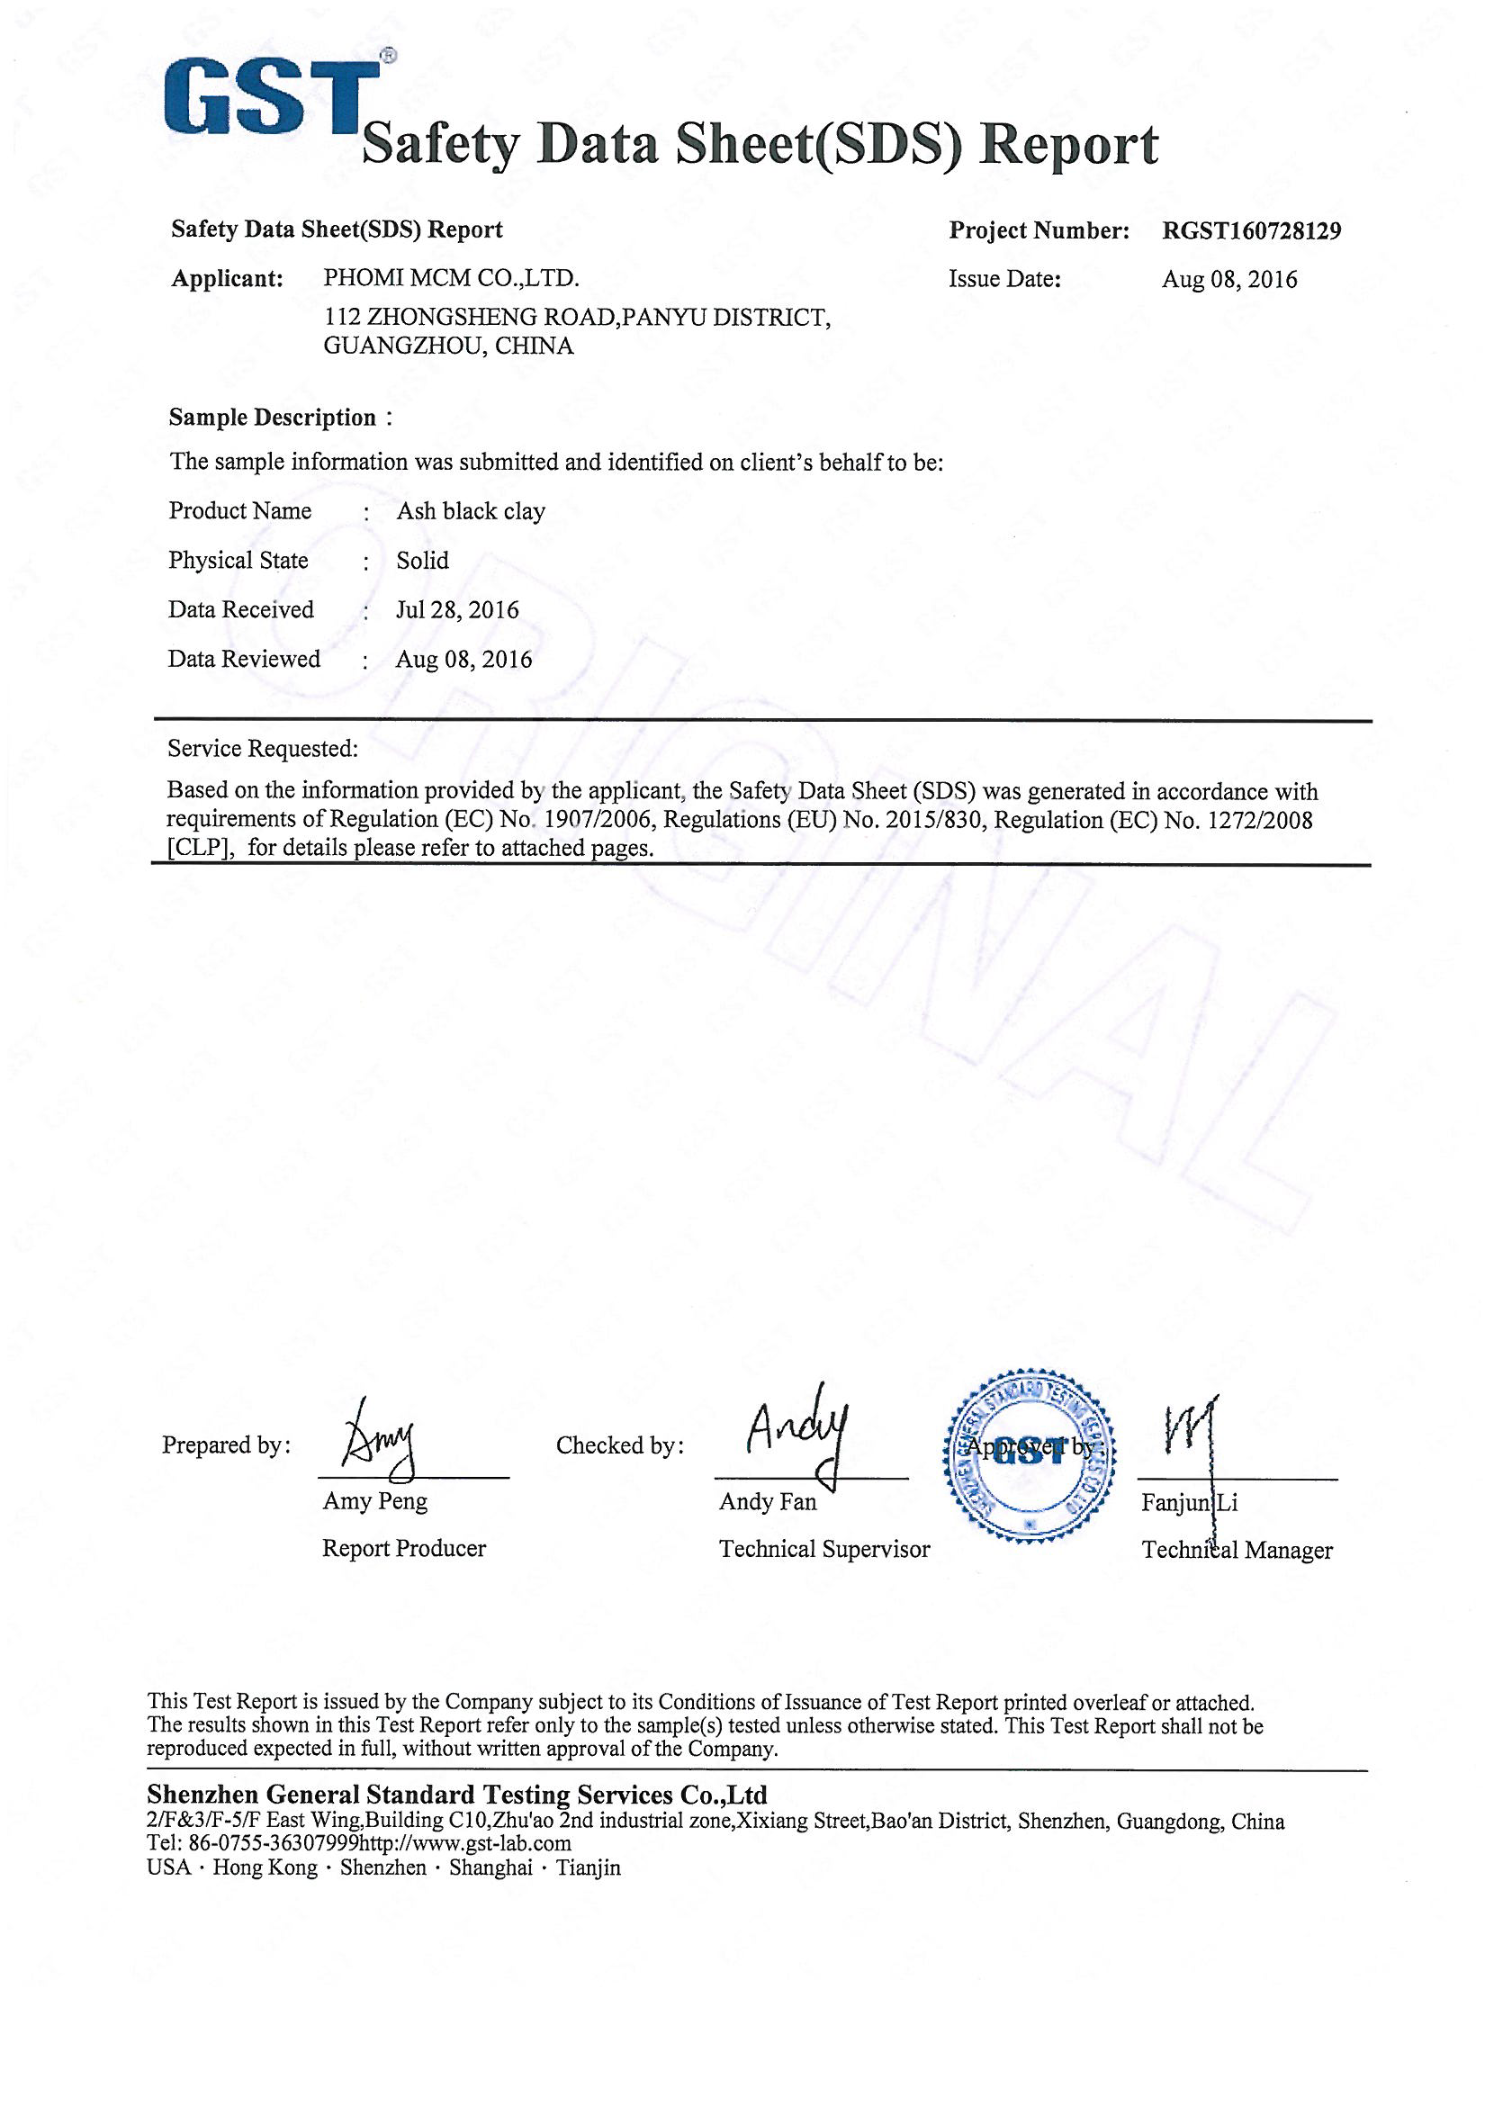 GST®
Safety Data Sheet(SDS) Report
Safety Data Sheet(SDS) Report Project Number: RGST160728129
Applicant: PHOMI MCM CO.,LTD. Issue Date: Aug 08, 2016
112 ZHONGSHENG ROAD,PANYU DISTRICT,
GUANGZHOU, CHINA
Sample Description :
The sample information was submitted and identified on client's behalf to be:
Product Name : Ash black clay
Physical State : Solid
Data Received : Jul 28, 2016
Data Reviewed : Aug 08, 2016
ORIGINAL
Service Requested:
Based on the information provided by the applicant, the Safety Data Sheet (SDS) was generated in accordance with
requirements of Regulation (EC) No. 1907/2006, Regulations (EU) No. 2015/830, Regulation (EC) No. 1272/2008
[CLP], for details please refer to attached pages.
Prepared by: Amy Checked by: Andy Approved by
SHENZHEN GENERAL STANDARD TESTING SERVICES CO.LTD
GST
Amy Peng Andy Fan Fanjun Li
Report Producer Technical Supervisor Technical Manager
This Test Report is issued by the Company subject to its Conditions of Issuance of Test Report printed overleaf or attached.
The results shown in this Test Report refer only to the sample(s) tested unless otherwise stated. This Test Report shall not be
reproduced expected in full, without written approval of the Company.
Shenzhen General Standard Testing Services Co.,Ltd
2/F&3/F-5/F East Wing,Building C10,Zhu'ao 2nd industrial zone,Xixiang Street,Bao'an District, Shenzhen, Guangdong, China
Tel: 86-0755-36307999http://www.gst-lab.com
USA · Hong Kong · Shenzhen · Shanghai · Tianjin